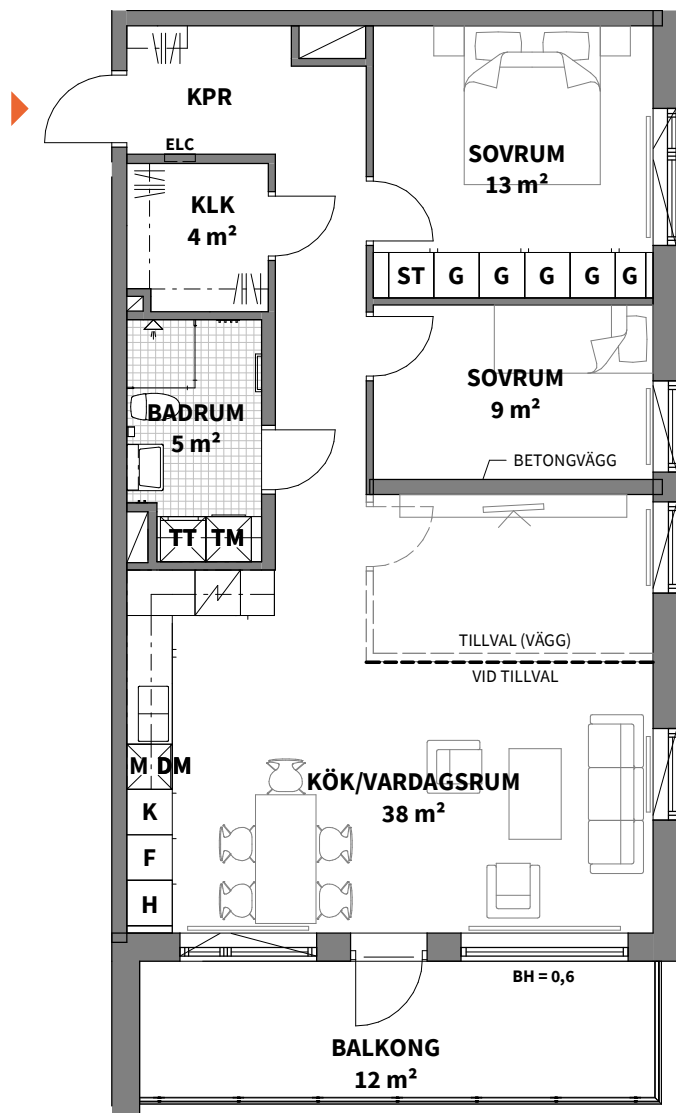 KPR
ELC
SOVRUM
13 m²
KLK
4 m²
ST G G G G G
SOVRUM
9 m²
BADRUM
5 m²
BETONGVÄGG
TT TM
TILLVAL (VÄGG)
VID TILLVAL
M DM
KÖK/VARDAGSRUM
38 m²
K
F
H
BH = 0,6
BALKONG
12 m²